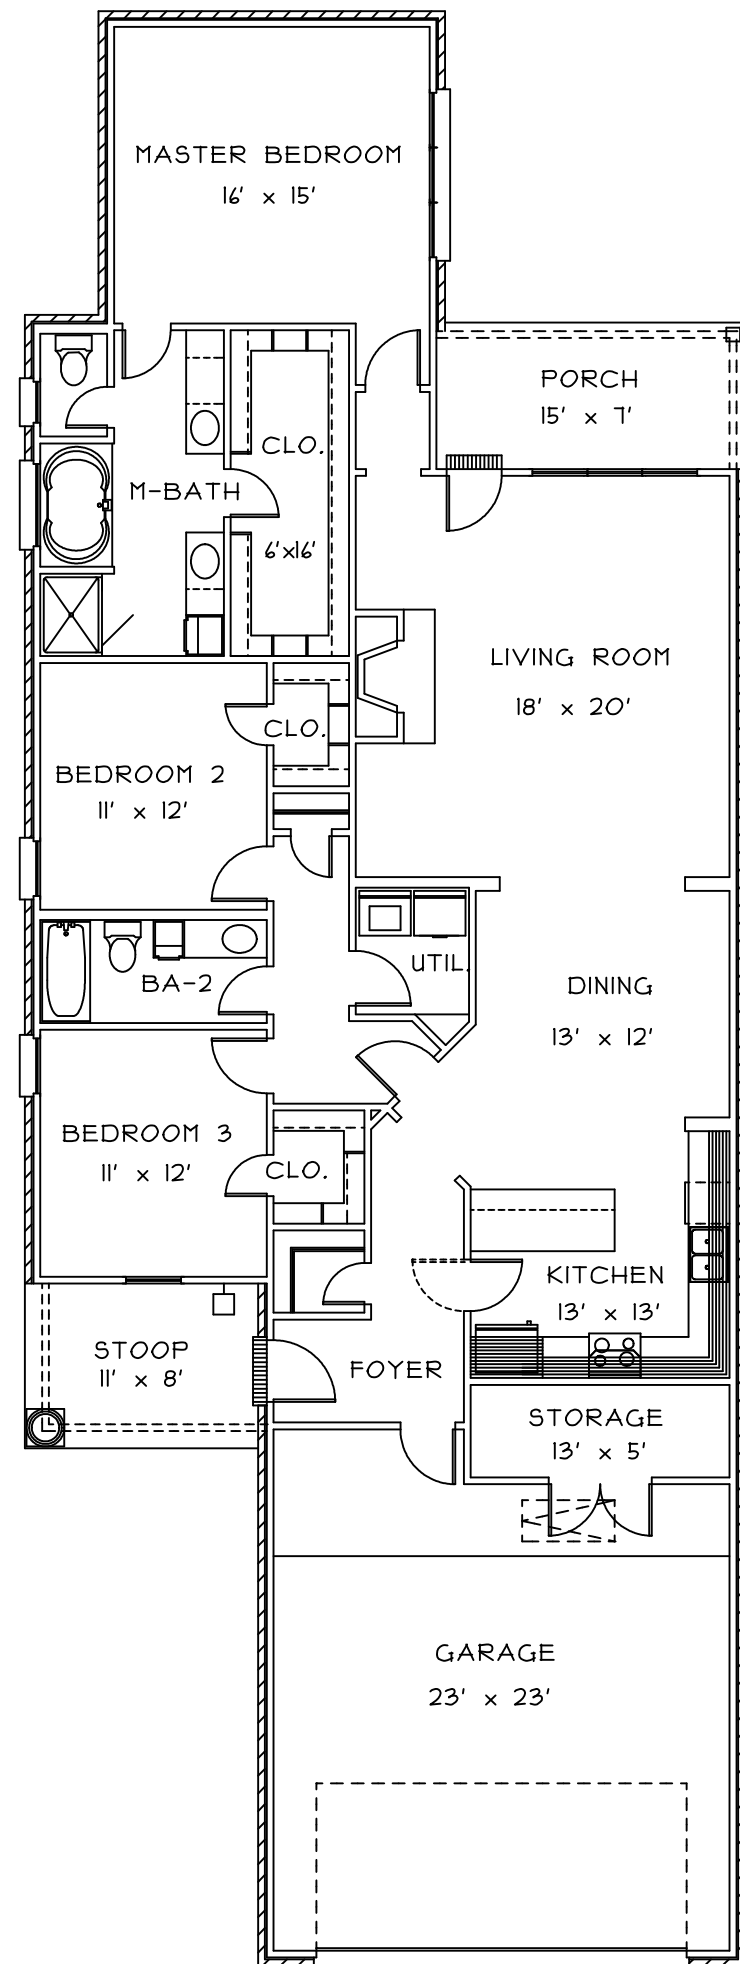 MASTER BEDROOM
16' x 15'
PORCH
15' x 7'
CLO.
M-BATH
6'x16'
LIVING ROOM
18' x 20'
CLO.
BEDROOM 2
11' x 12'
UTIL.
BA-2
DINING
13' x 12'
BEDROOM 3
11' x 12'
CLO.
KITCHEN
13' x 13'
STOOP
11' x 8'
FOYER
STORAGE
13' x 5'
GARAGE
23' x 23'